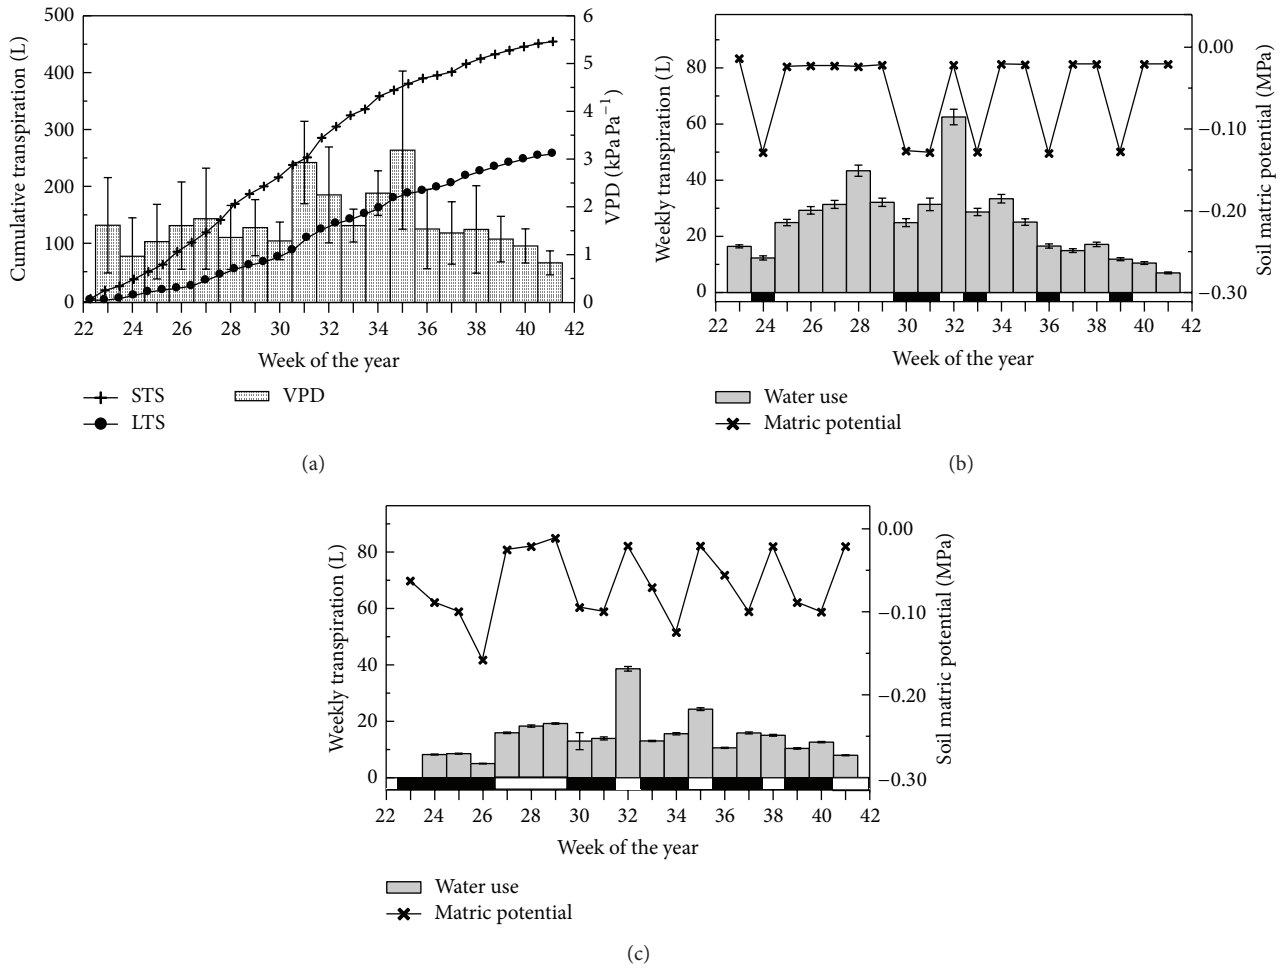 500
400
300
200
100
0
Cumulative transpiration (L)
6
5
4
3
2
1
0
VPD (kPa Pa−1)
22 24 26 28 30 32 34 36 38 40 42
Week of the year
STS
LTS
VPD
(a)
80
60
40
20
0
Weekly transpiration (L)
0.00
−0.10
−0.20
−0.30
Soil matric potential (MPa)
22 24 26 28 30 32 34 36 38 40 42
Week of the year
Water use
Matric potential
(b)
80
60
40
20
0
Weekly transpiration (L)
0.00
−0.10
−0.20
−0.30
Soil matric potential (MPa)
22 24 26 28 30 32 34 36 38 40 42
Week of the year
Water use
Matric potential
(c)